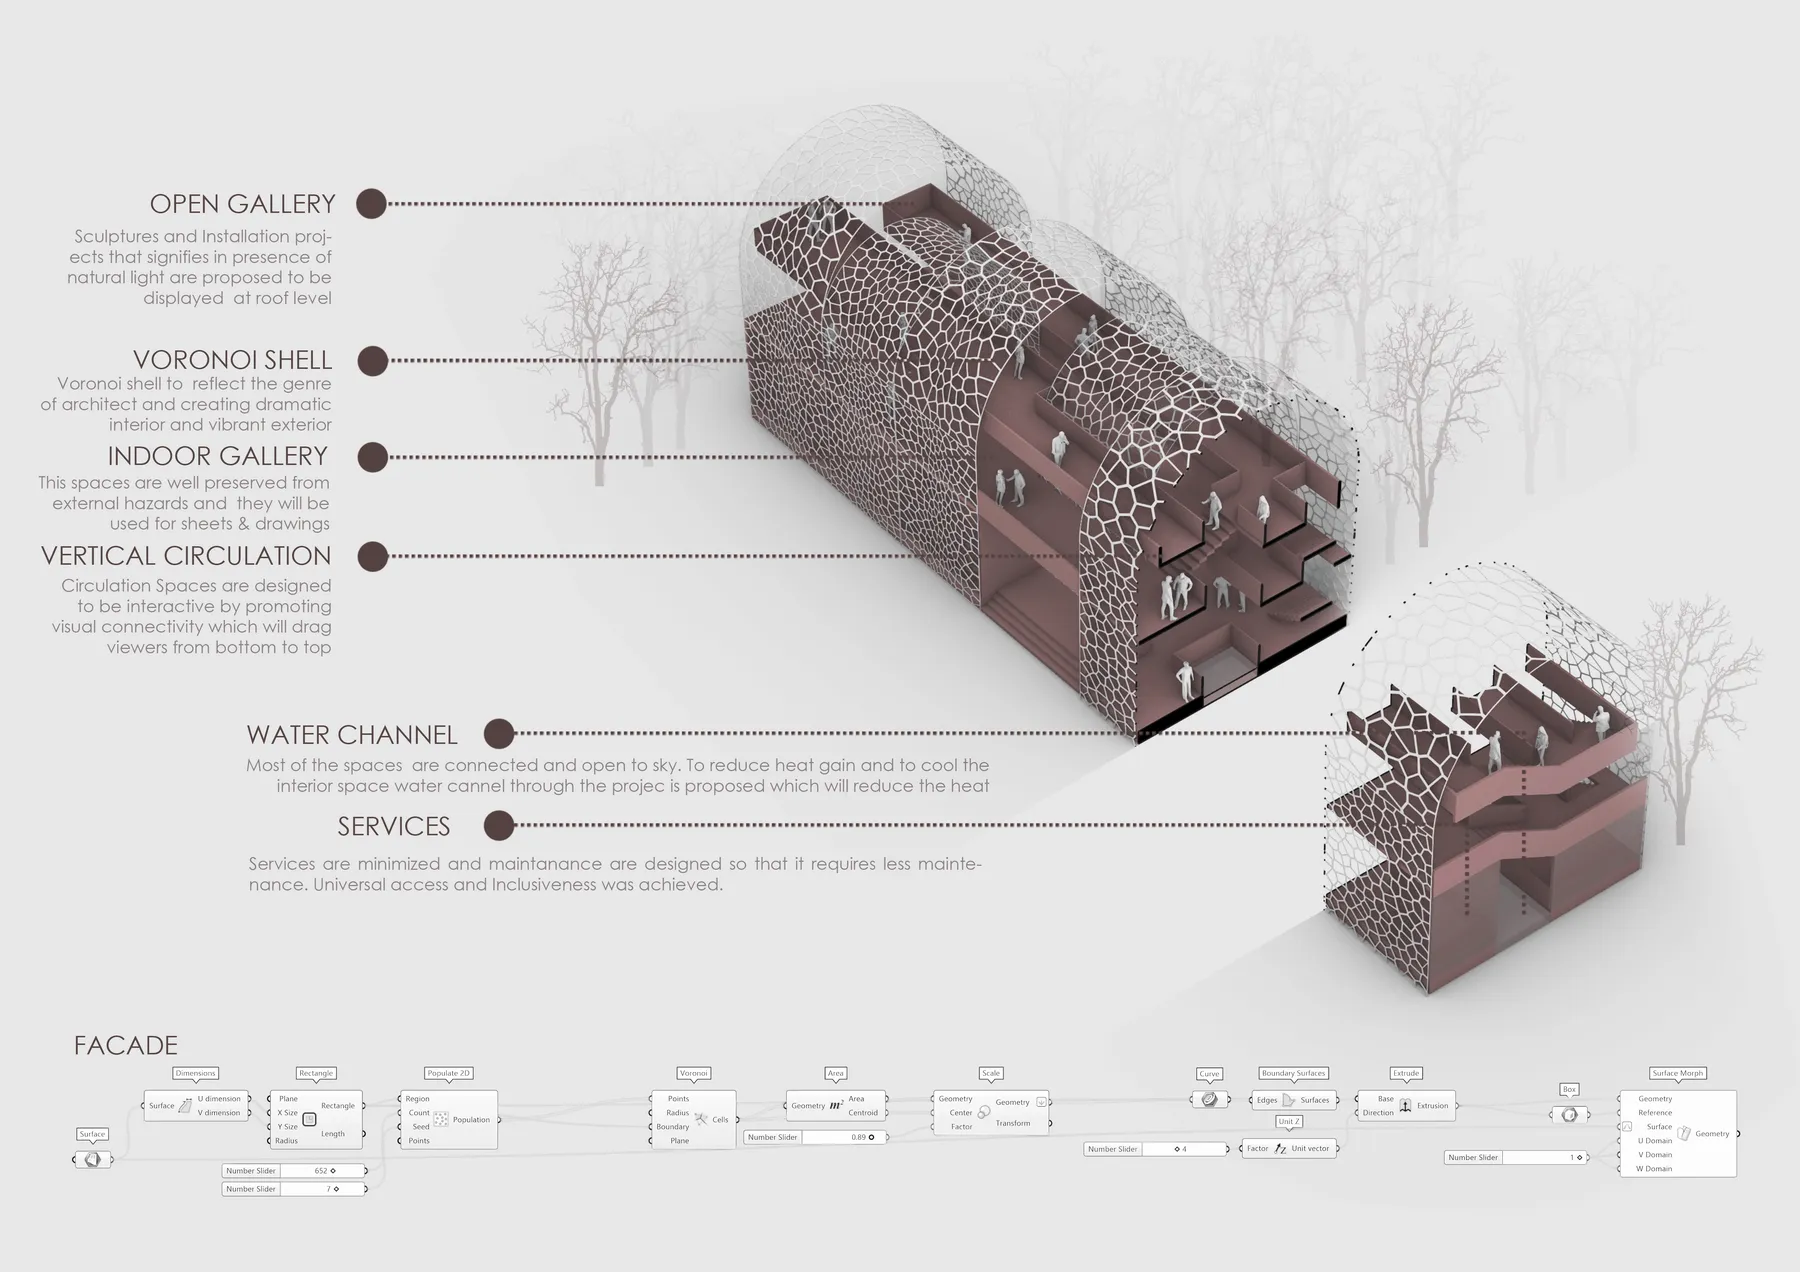 OPEN GALLERY
Sculptures and Installation proj-
ects that signifies in presence of
natural light are proposed to be
displayed at roof level
VORONOI SHELL
Voronoi shell to reflect the genre
of architect and creating dramatic
interior and vibrant exterior
INDOOR GALLERY
This spaces are well preserved from
external hazards and they will be
used for sheets & drawings
VERTICAL CIRCULATION
Circulation Spaces are designed
to be interactive by promoting
visual connectivity which will drag
viewers from bottom to top
WATER CHANNEL
Most of the spaces are connected and open to sky. To reduce heat gain and to cool the
interior space water cannel through the projec is proposed which will reduce the heat
SERVICES
Services are minimized and maintanance are designed so that it requires less mainte-
nance. Universal access and Inclusiveness was achieved.
FACADE
Surface
Dimensions
Surface
U dimension
V dimension
Rectangle
Plane
X Size
Y Size
Radius
Rectangle
Length
Number Slider 652
Number Slider 7
Populate 2D
Region
Count
Seed
Points
Population
Voronoi
Points
Radius
Boundary
Plane
Cells
Area
Geometry m²
Area
Centroid
Number Slider 0.89
Scale
Geometry
Center
Factor
Geometry
Transform
Curve
Number Slider 4
Boundary Surfaces
Edges
Surfaces
Unit Z
Factor
Z
Unit vector
Extrude
Base
Direction
Extrusion
Box
Number Slider 1
Surface Morph
Geometry
Reference
Surface
U Domain
V Domain
W Domain
Geometry